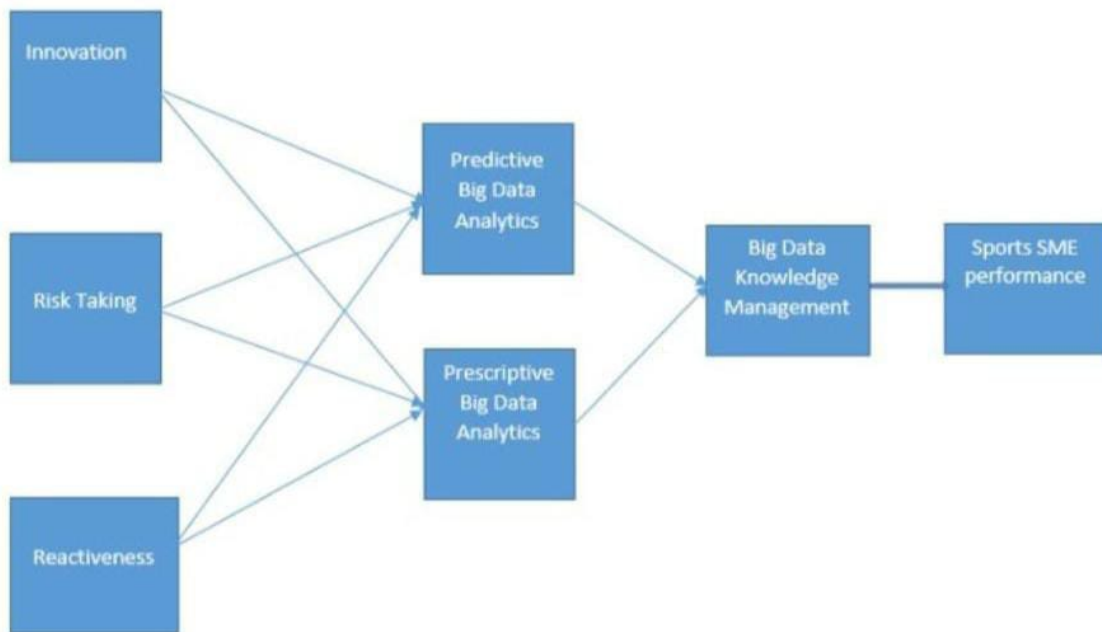 Innovation
Risk Taking
Reactiveness
Predictive
Big Data
Analytics
Prescriptive
Big Data
Analytics
Big Data
Knowledge
Management
Sports SME
performance